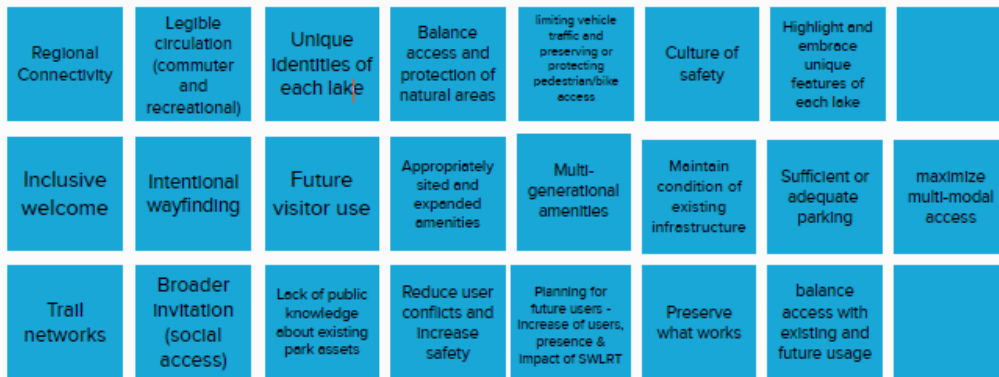 Regional
Connectivity
Legible
circulation
(commuter
and
recreational)
Unique
identities of
each lake
Balance
access and
protection of
natural areas
limiting vehicle
traffic and
preserving or
protecting
pedestrian/bike
access
Culture of
safety
Highlight and
embrace
unique
features of
each lake
Inclusive
welcome
Intentional
wayfinding
Future
visitor use
Appropriately
sited and
expanded
amenities
Multi-
generational
amenities
Maintain
condition of
existing
infrastructure
Sufficient or
adequate
parking
maximize
multi-modal
access
Trail
networks
Broader
invitation
(social
access)
Lack of public
knowledge
about existing
park assets
Reduce user
conflicts and
increase
safety
Planning for
future users -
increase of users,
presence &
impact of SWLRT
Preserve
what works
balance
access with
existing and
future usage